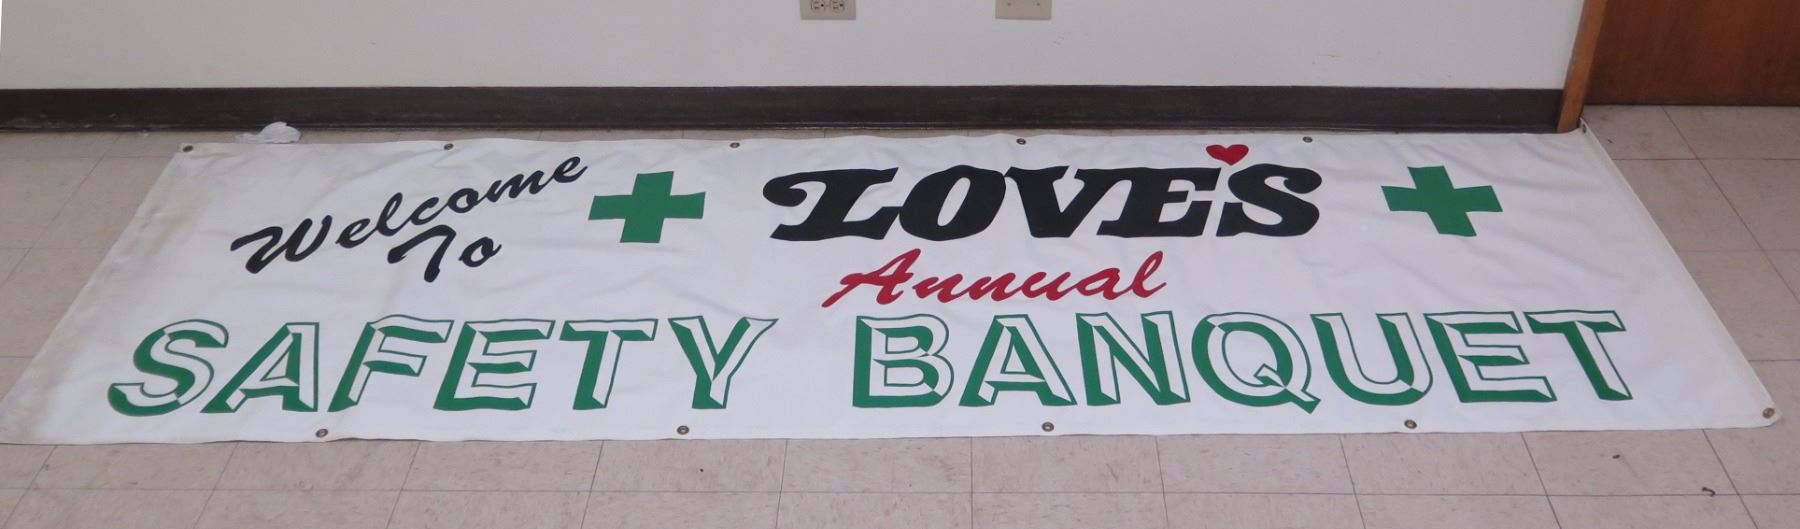 Welcome
To
LOVE'S
Annual
SAFETY BANQUET